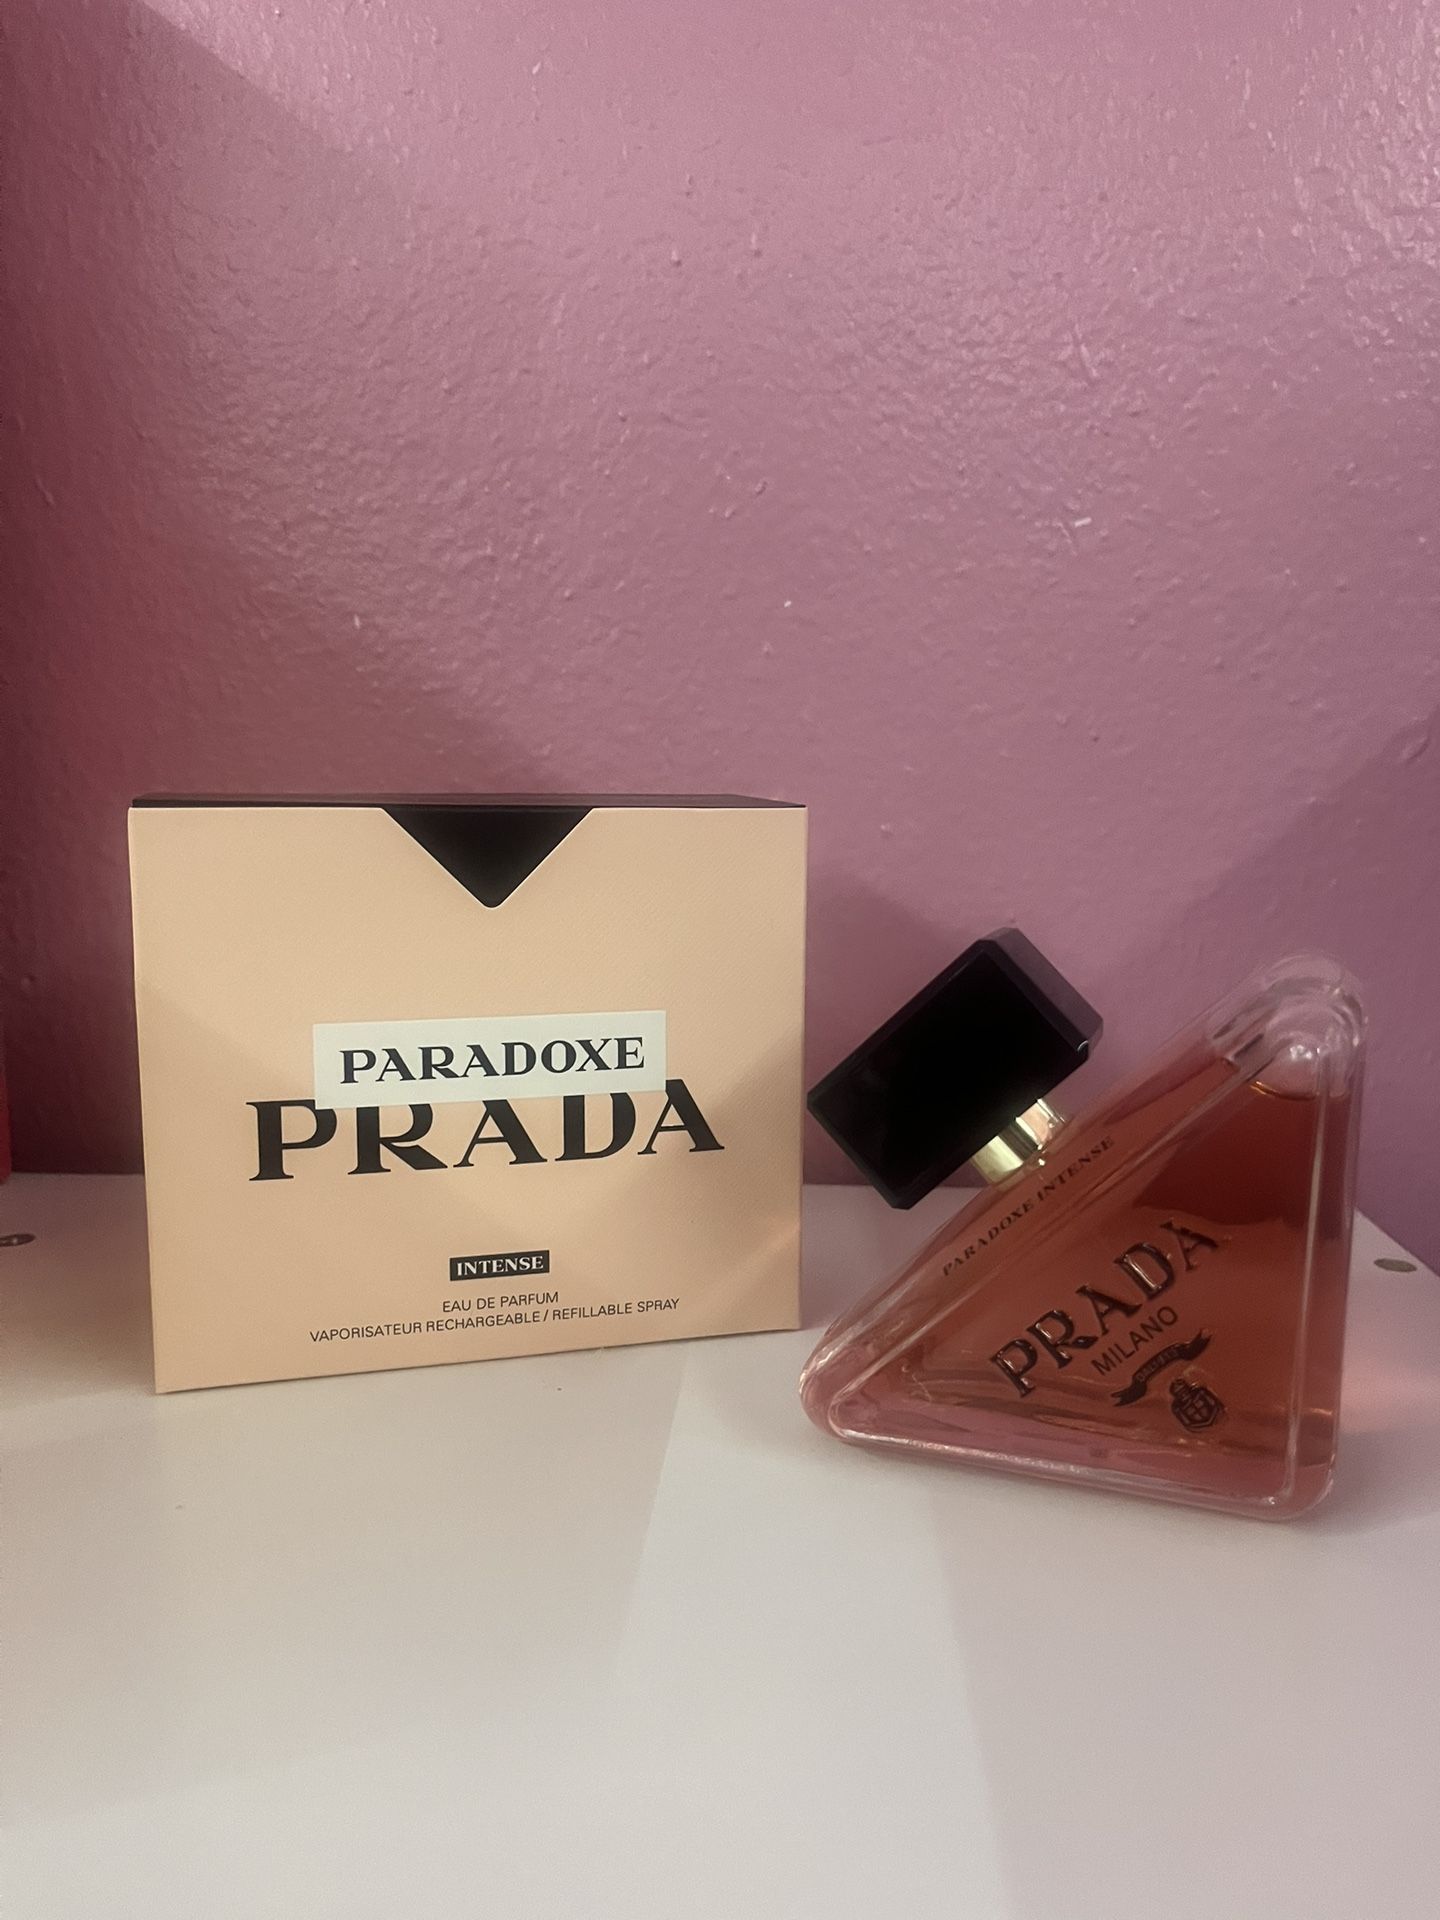 PARADOXE
PRADA
INTENSE
EAU DE PARFUM
VAPORISATEUR RECHARGEABLE / REFILLABLE SPRAY
PARADOXE INTENSE
PRADA
MILANO